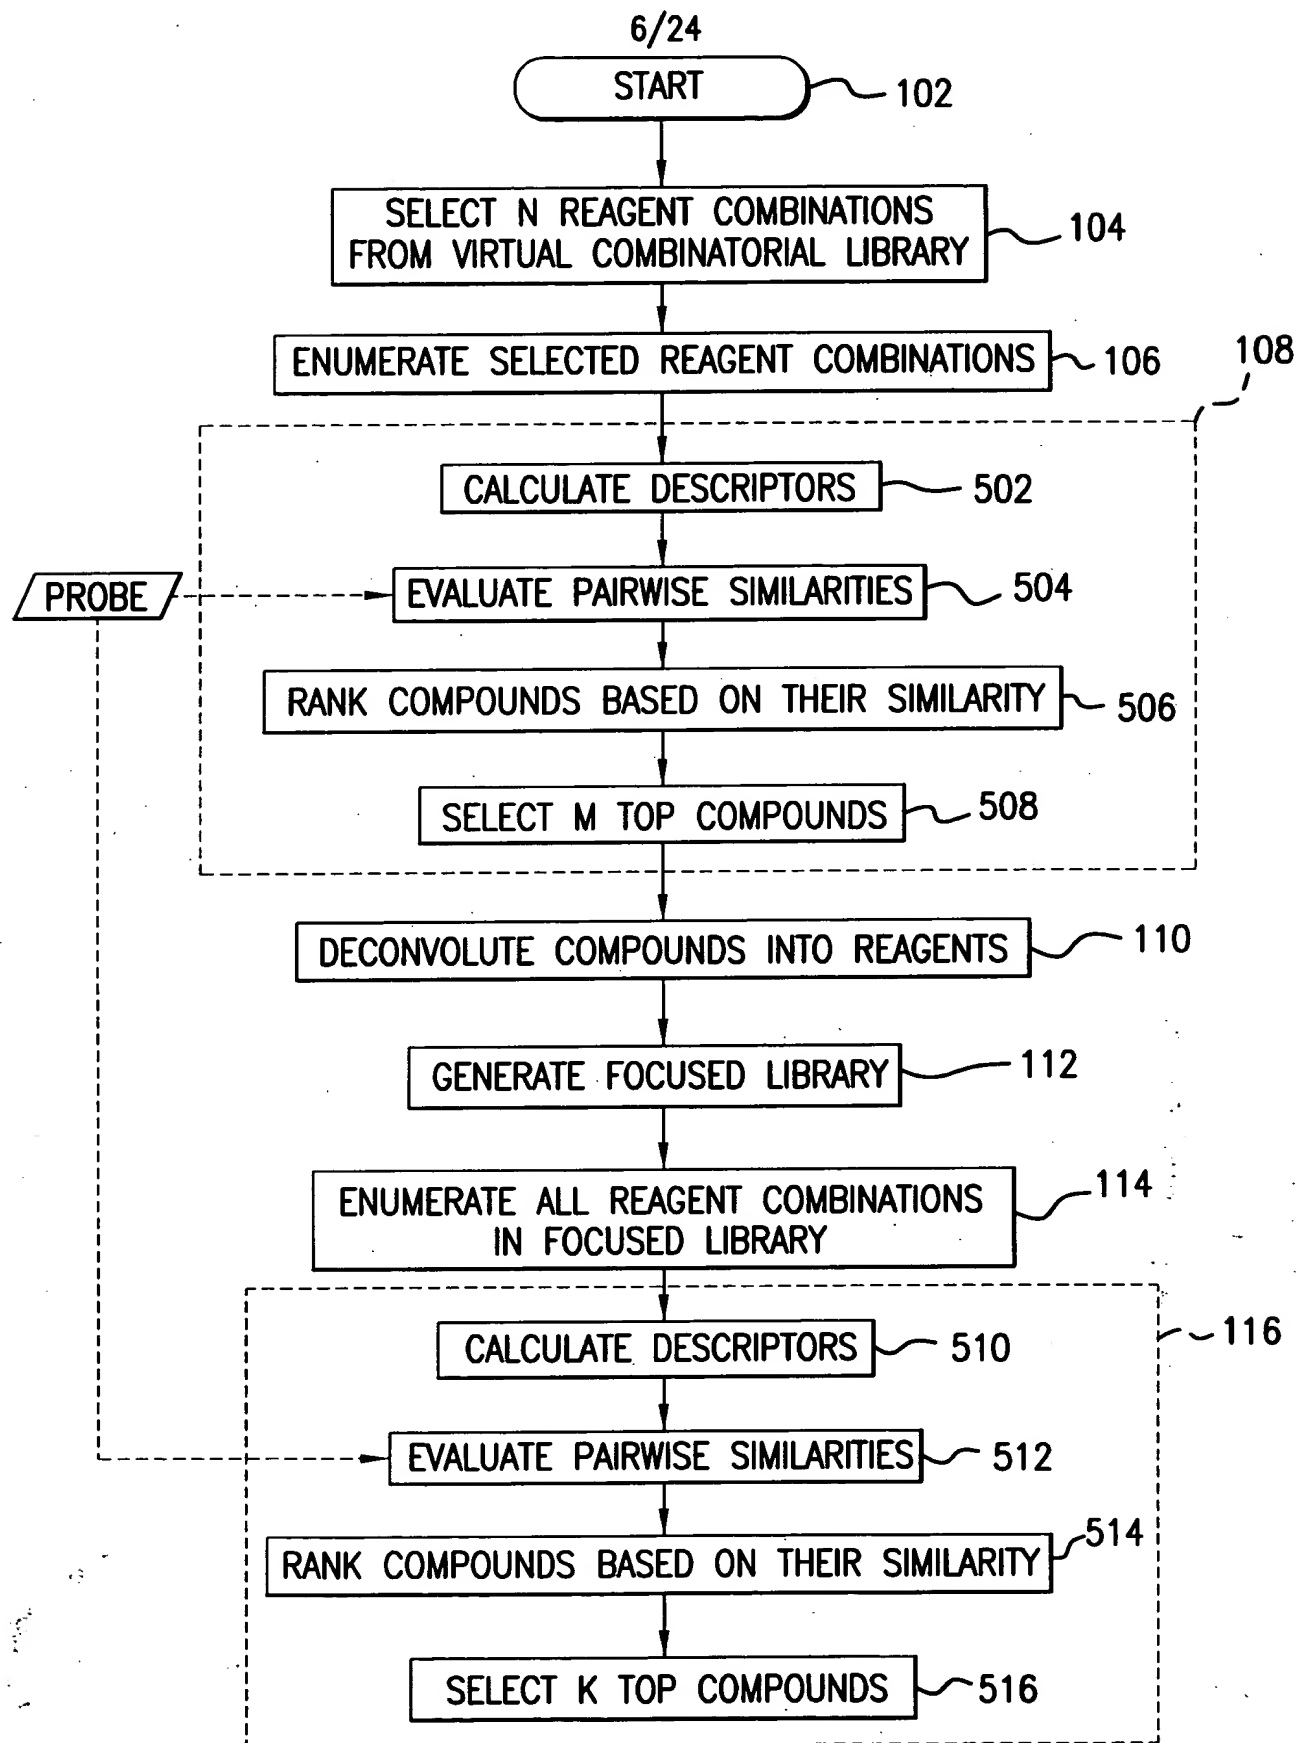 6/24
START
102
SELECT N REAGENT COMBINATIONS
FROM VIRTUAL COMBINATORIAL LIBRARY
104
ENUMERATE SELECTED REAGENT COMBINATIONS
106
108
CALCULATE DESCRIPTORS
502
PROBE
EVALUATE PAIRWISE SIMILARITIES
504
RANK COMPOUNDS BASED ON THEIR SIMILARITY
506
SELECT M TOP COMPOUNDS
508
DECONVOLUTE COMPOUNDS INTO REAGENTS
110
GENERATE FOCUSED LIBRARY
112
ENUMERATE ALL REAGENT COMBINATIONS
IN FOCUSED LIBRARY
114
116
CALCULATE DESCRIPTORS
510
EVALUATE PAIRWISE SIMILARITIES
512
RANK COMPOUNDS BASED ON THEIR SIMILARITY
514
SELECT K TOP COMPOUNDS
516